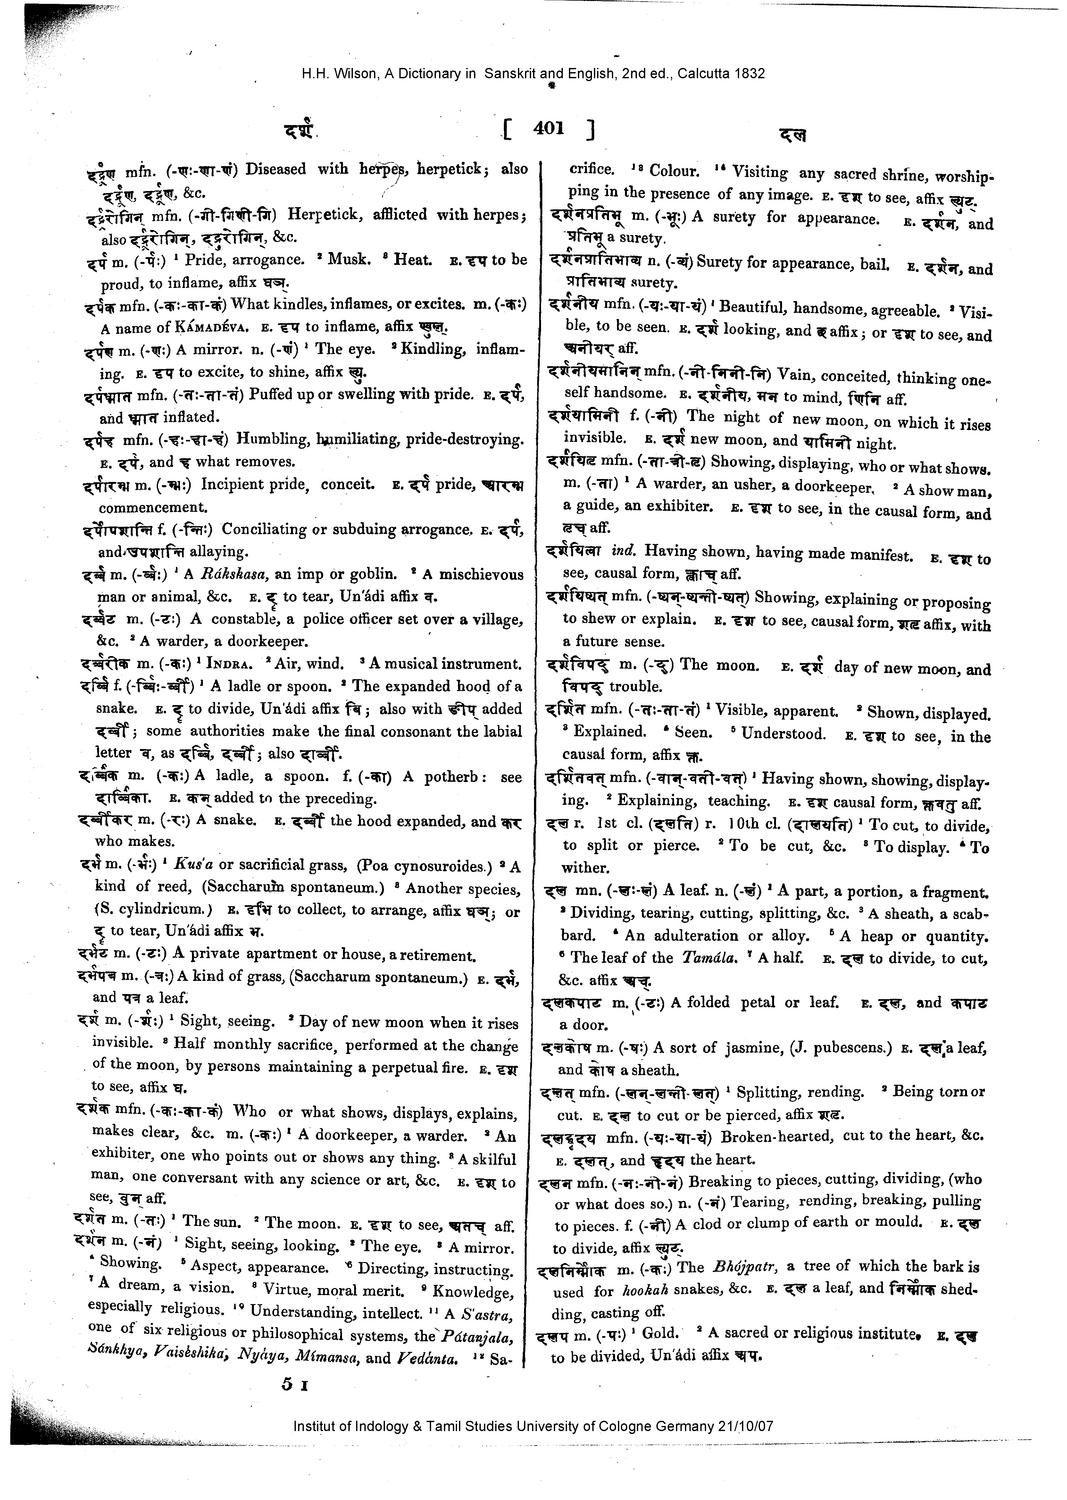 H.H. Wilson, A Dictionary in Sanskrit and English, 2nd ed., Calcutta 1832
दर्श.
[ 401 ]
दल
दर्द्रूण mfn. (-णः-णा-णं) Diseased with herpes, herpetick; also
&c.
mfn. (-गी-गिणी-गि) Herpetick, afflicted with herpes;
also &c.
दर्प m. (-र्पः) ¹ Pride, arrogance. ² Musk. ³ Heat. E. दृप to be
proud, to inflame, affix घञ्.
दर्पक mfn. (-कः-का-कं) What kindles, inflames, or excites. m. (-कः)
A name of KÁMADÉVA. E. दृप to inflame, affix ण्वुल्.
दर्पण m. (-णः) A mirror. n. (-णं) ¹ The eye. ² Kindling, inflam-
ing. E. दृप to excite, to shine, affix ल्यु.
दर्पध्मात mfn. (-तः-ता-तं) Puffed up or swelling with pride. E. दर्प,
and ध्मात inflated.
दर्पह mfn. (-हः-हा-हं) Humbling, humiliating, pride-destroying.
E. दर्प, and ह what removes.
दर्पारम्भ m. (-म्भः) Incipient pride, conceit. E. दर्प pride, आरम्भ
commencement.
दर्पोपशान्ति f. (-न्तिः) Conciliating or subduing arrogance. E. दर्प,
and उपशान्ति allaying.
दर्व्व m. (-र्व्वः) ¹ A Rákshasa, an imp or goblin. ² A mischievous
man or animal, &c. E. दॄ to tear, Un'ádi affix व.
दर्व्वट m. (-टः) A constable, a police officer set over a village,
&c. ² A warder, a doorkeeper.
दर्व्वरीक m. (-कः) ¹ INDRA. ² Air, wind. ³ A musical instrument.
दर्व्वि f. (-र्व्विः-र्व्वी) ¹ A ladle or spoon. ² The expanded hood of a
snake. E. दॄ to divide, Un'ádi affix वि; also with ङीप् added
दर्व्वी; some authorities make the final consonant the labial
letter ब, as दर्ब्बि, दर्ब्बी; also दार्व्वी.
दर्व्विक m. (-कः) A ladle, a spoon. f. (-का) A potherb: see
दार्व्विका. E. कन् added to the preceding.
दर्व्वीकर m. (-रः) A snake. E. दर्व्वी the hood expanded, and कर
who makes.
दर्भ m. (-र्भः) ¹ Kus'a or sacrificial grass, (Poa cynosuroides.) ² A
kind of reed, (Saccharum spontaneum.) ³ Another species,
(S. cylindricum.) E. दृभि to collect, to arrange, affix घञ्; or
दॄ to tear, Un'ádi affix भ.
दर्भट m. (-टः) A private apartment or house, a retirement.
दर्भपत्र m. (-त्रः) A kind of grass, (Saccharum spontaneum.) E. दर्भ,
and पत्र a leaf.
दर्श m. (-र्शः) ¹ Sight, seeing. ² Day of new moon when it rises
invisible. ³ Half monthly sacrifice, performed at the change
of the moon, by persons maintaining a perpetual fire. E. दृश
to see, affix घ.
दर्शक mfn. (-कः-का-कं) Who or what shows, displays, explains,
makes clear, &c. m. (-कः) ¹ A doorkeeper, a warder. ² An
exhibiter, one who points out or shows any thing. ³ A skilful
man, one conversant with any science or art, &c. E. दृश to
see, वुन् aff.
दर्शत m. (-तः) ¹ The sun. ² The moon. E. दृश to see, अतच् aff.
दर्शन m. (-नं) ¹ Sight, seeing, looking. ² The eye. ³ A mirror.
⁴ Showing. ⁵ Aspect, appearance. ⁶ Directing, instructing.
⁷ A dream, a vision. ⁸ Virtue, moral merit. ⁹ Knowledge,
especially religious. ¹⁰ Understanding, intellect. ¹¹ A S'astra,
one of six religious or philosophical systems, the Pátanjala,
Sánkhya, Vaiséshika, Nyàya, Mímansa, and Vedànta. ¹² Sa-
5 I
crifice. ¹³ Colour. ¹⁴ Visiting any sacred shrine, worship-
ping in the presence of any image. E. दृश to see, affix ल्युट्.
दर्शनप्रतिभू m. (-भूः) A surety for appearance. E. दर्शन, and
प्रतिभू a surety.
दर्शनप्रातिभाव्य n. (-व्यं) Surety for appearance, bail. E. दर्शन, and
प्रातिभाव्य surety.
दर्शनीय mfn. (-यः-या-यं) ¹ Beautiful, handsome, agreeable. ² Visi-
ble, to be seen. E. दर्श looking, and छ affix; or दृश to see, and
अनीयर् aff.
दर्शनीयमानिन् mfn. (-नी-निनी-नि) Vain, conceited, thinking one-
self handsome. E. दर्शनीय, मन to mind, णिनि aff.
दर्शयामिनी f. (-नी) The night of new moon, on which it rises
invisible. E. दर्श new moon, and यामिनी night.
दर्शयितृ mfn. (-ता-त्री-तृ) Showing, displaying, who or what shows.
m. (-ता) ¹ A warder, an usher, a doorkeeper. ² A show man,
a guide, an exhibiter. E. दृश to see, in the causal form, and
तृच् aff.
दर्शयित्वा ind. Having shown, having made manifest. E. दृश to
see, causal form, क्त्वाच् aff.
दर्शयिष्यत् mfn. (-ष्यन्-ष्यन्ती-ष्यत्) Showing, explaining or proposing
to shew or explain. E. दृश to see, causal form, शतृ affix, with
a future sense.
दर्शविपद् m. (-द्) The moon. E. दर्श day of new moon, and
विपद् trouble.
दर्शित mfn. (-तः-ता-तं) ¹ Visible, apparent. ² Shown, displayed.
³ Explained. ⁴ Seen. ⁵ Understood. E. दृश to see, in the
causal form, affix क्त.
दर्शितवत् mfn. (-वान्-वती-वत्) ¹ Having shown, showing, display-
ing. ² Explaining, teaching. E. दृश causal form, क्तवतु aff.
दल r. 1st cl. (दलति) r. 10th cl. (दालयति) ¹ To cut, to divide,
to split or pierce. ² To be cut, &c. ³ To display. ⁴ To
wither.
दल mn. (-लः-लं) A leaf. n. (-लं) ¹ A part, a portion, a fragment.
² Dividing, tearing, cutting, splitting, &c. ³ A sheath, a scab-
bard. ⁴ An adulteration or alloy. ⁵ A heap or quantity.
⁶ The leaf of the Tamála. ⁷ A half. E. दल to divide, to cut,
&c. affix अच्.
दलकपाट m. (-टः) A folded petal or leaf. E. दल, and कपाट
a door.
दलकोष m. (-षः) A sort of jasmine, (J. pubescens.) E. दल a leaf,
and कोष a sheath.
दलत् mfn. (-लन्-लन्ती-लत्) ¹ Splitting, rending. ² Being torn or
cut. E. दल to cut or be pierced, affix शतृ.
दलद्धृदय mfn. (-यः-या-यं) Broken-hearted, cut to the heart, &c.
E. दलत्, and हृदय the heart.
दलन mfn. (-नः-नी-नं) Breaking to pieces, cutting, dividing, (who
or what does so.) n. (-नं) Tearing, rending, breaking, pulling
to pieces. f. (-नी) A clod or clump of earth or mould. E. दल
to divide, affix ल्युट्.
दलनिर्म्मोक m. (-कः) The Bhójpatr, a tree of which the bark is
used for hookah snakes, &c. E. दल a leaf, and निर्म्मोक shed-
ding, casting off.
दलप m. (-पः) ¹ Gold. ² A sacred or religious institute. E. दल
to be divided, Un'ádi affix अप.
Institut of Indology & Tamil Studies University of Cologne Germany 21/10/07